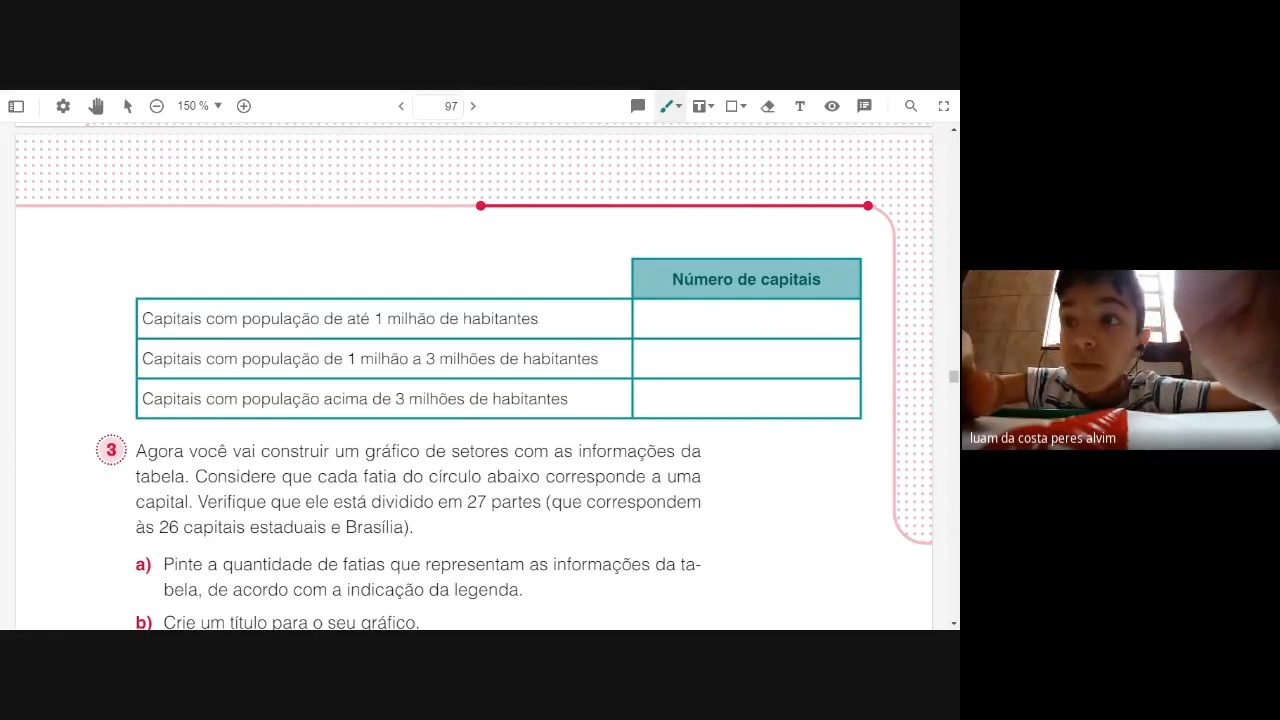 150 %
97
Número de capitais
Capitais com população de até 1 milhão de habitantes
Capitais com população de 1 milhão a 3 milhões de habitantes
Capitais com população acima de 3 milhões de habitantes
3 Agora você vai construir um gráfico de setores com as informações da
tabela. Considere que cada fatia do círculo abaixo corresponde a uma
capital. Verifique que ele está dividido em 27 partes (que correspondem
às 26 capitais estaduais e Brasília).
a) Pinte a quantidade de fatias que representam as informações da ta-
bela, de acordo com a indicação da legenda.
b) Crie um título para o seu gráfico.
luam da costa peres alvim